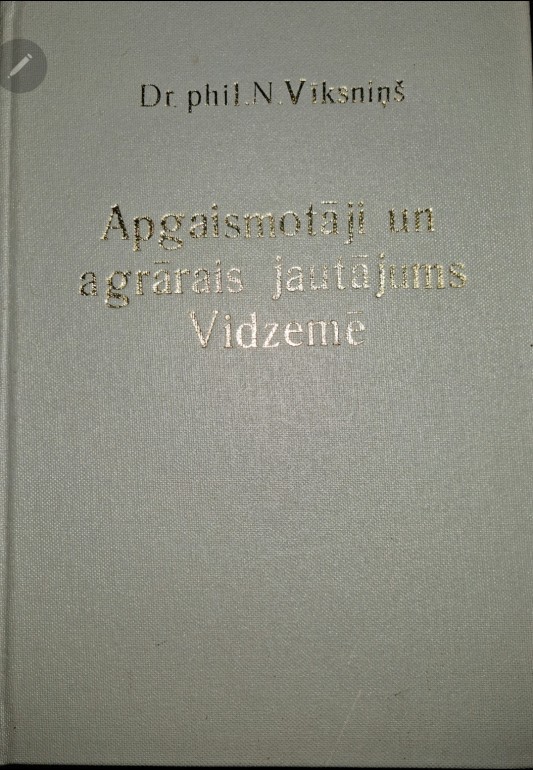 Dr. phil. N. Vīksniņš
Apgaismotāji un
agrārais jautājums
Vidzemē